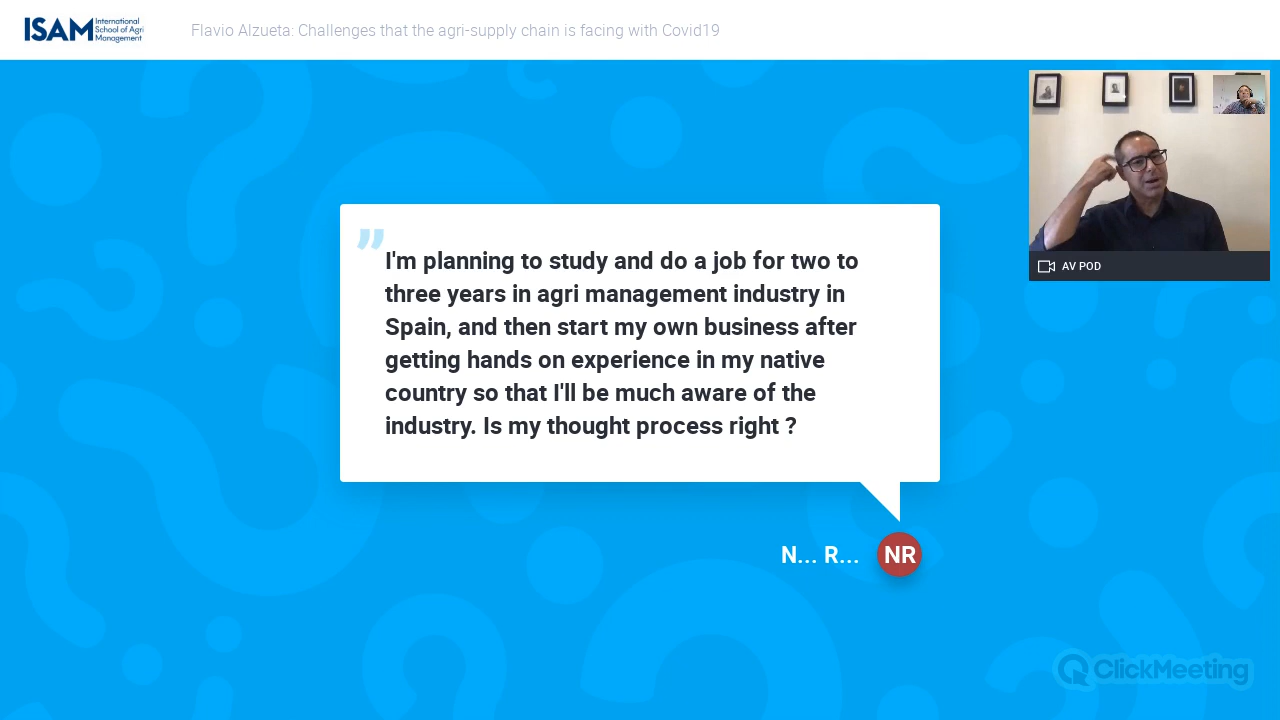 ISAM
International
School of Agri
Management
Flavio Alzueta: Challenges that the agri-supply chain is facing with Covid19
AV POD
"
I'm planning to study and do a job for two to
three years in agri management industry in
Spain, and then start my own business after
getting hands on experience in my native
country so that I'll be much aware of the
industry. Is my thought process right ?
N... R...
NR
ClickMeeting